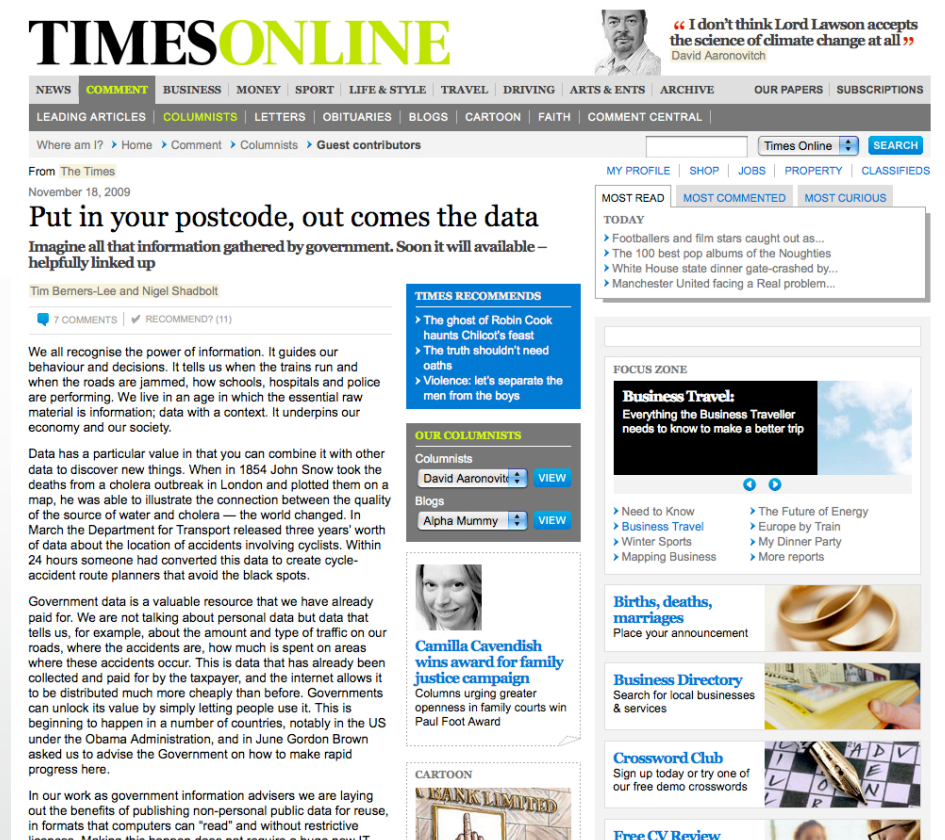 TIMESONLINE
“ I don't think Lord Lawson accepts
the science of climate change at all ”
David Aaronovitch
NEWS COMMENT BUSINESS MONEY SPORT LIFE & STYLE TRAVEL DRIVING ARTS & ENTS ARCHIVE OUR PAPERS SUBSCRIPTIONS
LEADING ARTICLES COLUMNISTS LETTERS OBITUARIES BLOGS CARTOON FAITH COMMENT CENTRAL
Where am I? Home Comment Columnists Guest contributors
Times Online SEARCH
From The Times
November 18, 2009
Put in your postcode, out comes the data
Imagine all that information gathered by government. Soon it will available –
helpfully linked up
Tim Berners-Lee and Nigel Shadbolt
7 COMMENTS RECOMMEND? (11)
We all recognise the power of information. It guides our
behaviour and decisions. It tells us when the trains run and
when the roads are jammed, how schools, hospitals and police
are performing. We live in an age in which the essential raw
material is information; data with a context. It underpins our
economy and our society.
Data has a particular value in that you can combine it with other
data to discover new things. When in 1854 John Snow took the
deaths from a cholera outbreak in London and plotted them on a
map, he was able to illustrate the connection between the quality
of the source of water and cholera — the world changed. In
March the Department for Transport released three years' worth
of data about the location of accidents involving cyclists. Within
24 hours someone had converted this data to create cycle-
accident route planners that avoid the black spots.
Government data is a valuable resource that we have already
paid for. We are not talking about personal data but data that
tells us, for example, about the amount and type of traffic on our
roads, where the accidents are, how much is spent on areas
where these accidents occur. This is data that has already been
collected and paid for by the taxpayer, and the internet allows it
to be distributed much more cheaply than before. Governments
can unlock its value by simply letting people use it. This is
beginning to happen in a number of countries, notably in the US
under the Obama Administration, and in June Gordon Brown
asked us to advise the Government on how to make rapid
progress here.
In our work as government information advisers we are laying
out the benefits of publishing non-personal public data for reuse,
in formats that computers can "read" and without restrictive
TIMES RECOMMENDS
The ghost of Robin Cook
haunts Chilcot's feast
The truth shouldn't need
oaths
Violence: let's separate the
men from the boys
OUR COLUMNISTS
Columnists
David Aaronovitc VIEW
Blogs
Alpha Mummy VIEW
Camilla Cavendish
wins award for family
justice campaign
Columns urging greater
openness in family courts win
Paul Foot Award
CARTOON
BANK LIMITED
MY PROFILE SHOP JOBS PROPERTY CLASSIFIEDS
MOST READ MOST COMMENTED MOST CURIOUS
TODAY
Footballers and film stars caught out as...
The 100 best pop albums of the Noughties
White House state dinner gate-crashed by...
Manchester United facing a Real problem...
FOCUS ZONE
Business Travel:
Everything the Business Traveller
needs to know to make a better trip
Need to Know
Business Travel
Winter Sports
Mapping Business
The Future of Energy
Europe by Train
My Dinner Party
More reports
Births, deaths,
marriages
Place your announcement
Business Directory
Search for local businesses
& services
Crossword Club
Sign up today or try one of
our free demo crosswords
Free CV Review